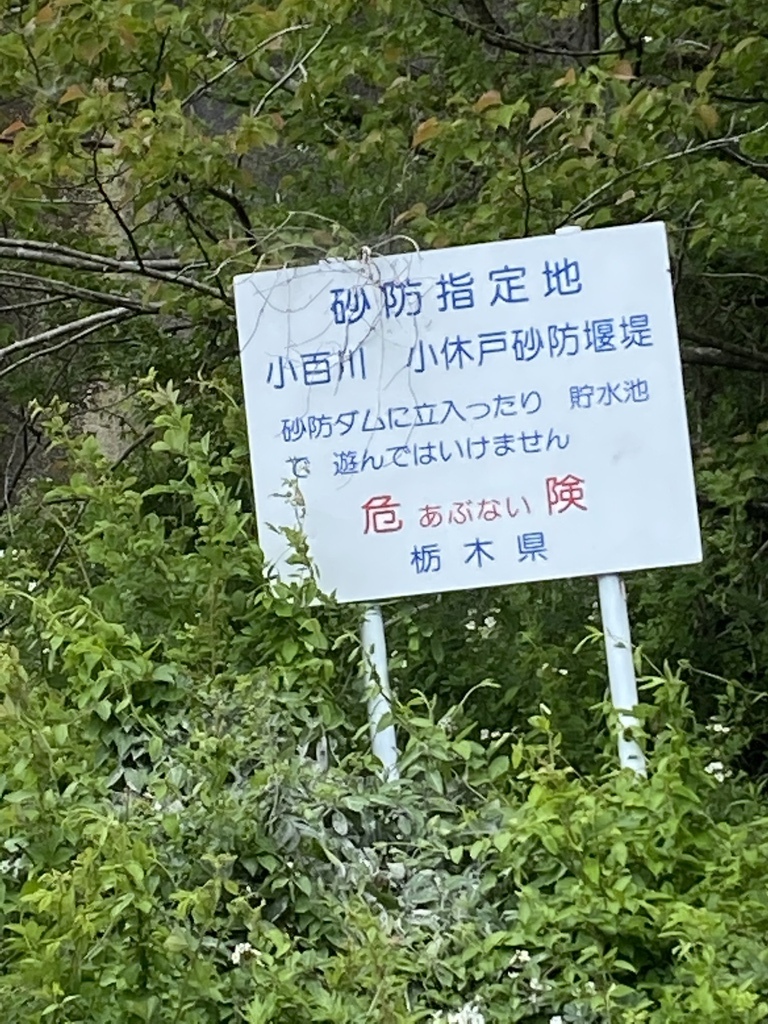 砂防指定地
小百川　小休戸砂防堰堤
砂防ダムに立入ったり　貯水池
で　遊んではいけません
危 あぶない 険
栃木県